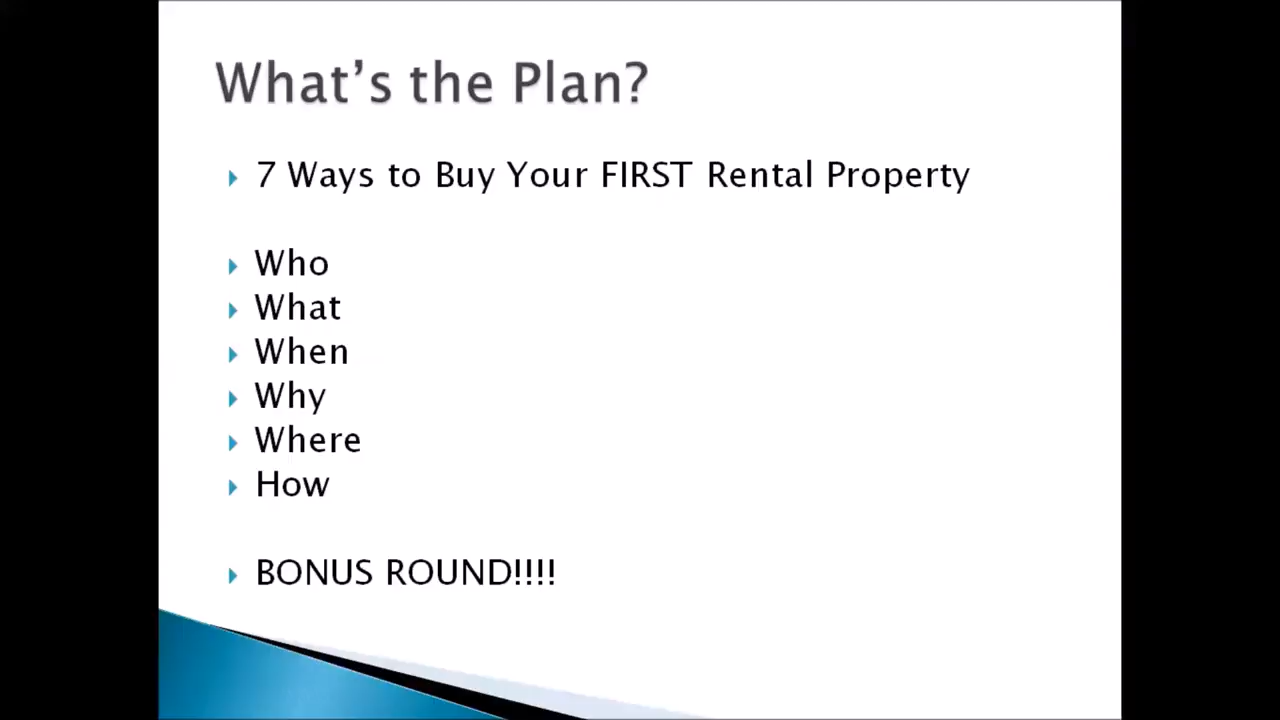 What's the Plan?
7 Ways to Buy Your FIRST Rental Property
Who
What
When
Why
Where
How
BONUS ROUND!!!!